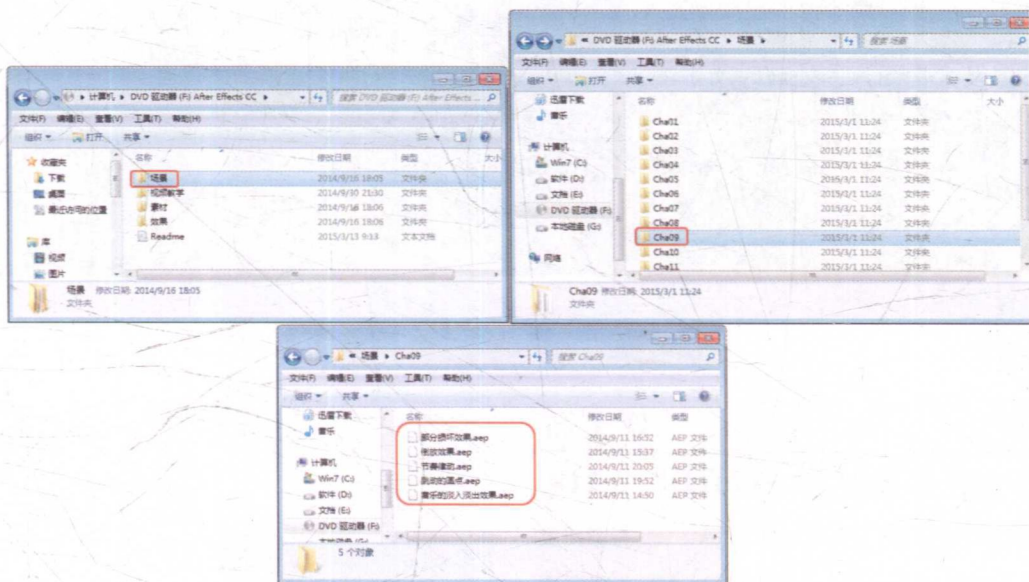 计算机 ▸ DVD 驱动器 (F:) After Effects CC ▸
搜索 DVD 驱动器 (F:) After Effects ...
文件(F) 编辑(E) 查看(V) 工具(T) 帮助(H)
组织 打开 共享
收藏夹
下载
桌面
最近访问的位置
库
视频
图片
名称 修改日期 类型 大小
场景 2014/9/16 18:05 文件夹
视频教学 2014/9/30 21:30 文件夹
素材 2014/9/16 18:06 文件夹
效果 2014/9/16 18:06 文件夹
Readme 2015/3/13 9:53 文本文档
场景 修改日期: 2014/9/16 18:05
文件夹
« DVD 驱动器 (F:) After Effects CC ▸ 场景 ▸
搜索 场景
文件(F) 编辑(E) 查看(V) 工具(T) 帮助(H)
组织 打开 共享
迅雷下载
音乐
计算机
Win7 (C:)
软件 (D:)
文档 (E:)
DVD 驱动器 (F:)
本地磁盘 (G:)
网络
名称 修改日期 类型 大小
Cha01 2015/3/1 11:24 文件夹
Cha02 2015/3/1 11:24 文件夹
Cha03 2015/3/1 11:24 文件夹
Cha04 2015/3/1 11:24 文件夹
Cha05 2015/3/1 11:24 文件夹
Cha06 2015/3/1 11:24 文件夹
Cha07 2015/3/1 11:24 文件夹
Cha08 2015/3/1 11:24 文件夹
Cha09 2015/3/1 11:24 文件夹
Cha10 2015/3/1 11:24 文件夹
Cha11 2015/3/1 11:24 文件夹
Cha09 修改日期: 2015/3/1 11:24
文件夹
« 场景 ▸ Cha09
搜索 Cha09
文件(F) 编辑(E) 查看(V) 工具(T) 帮助(H)
组织 共享
迅雷下载
音乐
计算机
Win7 (C:)
软件 (D:)
文档 (E:)
DVD 驱动器 (F:)
本地磁盘 (G:)
名称 修改日期 类型
部分损坏效果.aep 2014/9/11 16:52 AEP 文件
倒放效果.aep 2014/9/11 15:37 AEP 文件
节奏律动.aep 2014/9/11 20:05 AEP 文件
跳动的圆点.aep 2014/9/11 19:52 AEP 文件
音乐的淡入淡出效果.aep 2014/9/11 14:50 AEP 文件
5 个对象